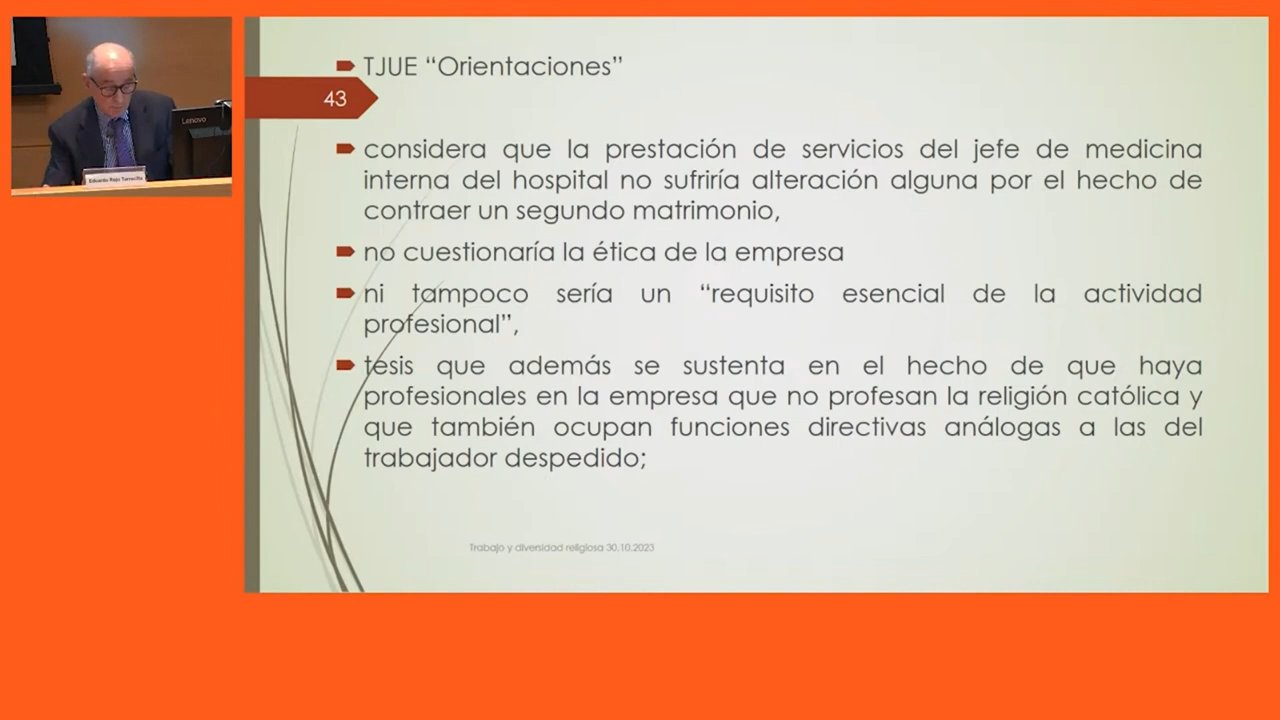 TJUE “Orientaciones”
43
considera que la prestación de servicios del jefe de medicina
interna del hospital no sufriría alteración alguna por el hecho de
contraer un segundo matrimonio,
no cuestionaría la ética de la empresa
ni tampoco sería un “requisito esencial de la actividad
profesional”,
tesis que además se sustenta en el hecho de que haya
profesionales en la empresa que no profesan la religión católica y
que también ocupan funciones directivas análogas a las del
trabajador despedido;
Trabajo y diversidad religiosa 30.10.2023
Lenovo
Eduardo Rojo Torrecilla